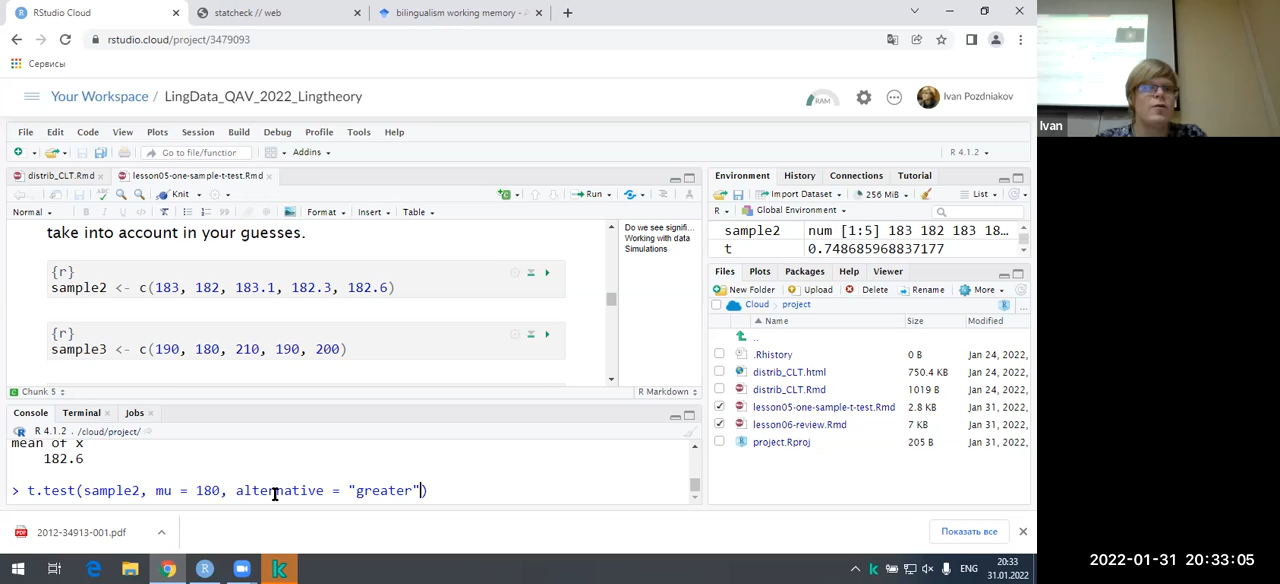 RStudio Cloud
statcheck // web
bilingualism working memory -
rstudio.cloud/project/3479093
Сервисы
Your Workspace / LingData_QAV_2022_Lingtheory
RAM
Ivan Pozdniakov
Ivan
File Edit Code View Plots Session Build Debug Profile Tools Help
Go to file/function
Addins
R 4.1.2
distrib_CLT.Rmd
lesson05-one-sample-t-test.Rmd
Knit
Run
Normal
B I U
Format Insert Table
take into account in your guesses.
{r}
sample2 <- c(183, 182, 183.1, 182.3, 182.6)
{r}
sample3 <- c(190, 180, 210, 190, 200)
Do we see signifi...
Working with data
Simulations
Chunk 5
R Markdown
Console Terminal Jobs
R 4.1.2 . /cloud/project/
mean of x
182.6
> t.test(sample2, mu = 180, alternative = "greater")
Environment History Connections Tutorial
Import Dataset 256 MiB List
R Global Environment
sample2 num [1:5] 183 182 183 18...
t 0.748685968837177
Files Plots Packages Help Viewer
New Folder Upload Delete Rename More
Cloud project
Name Size Modified
..
.Rhistory 0 B Jan 24, 2022,
distrib_CLT.html 750.4 KB Jan 24, 2022,
distrib_CLT.Rmd 1019 B Jan 24, 2022,
lesson05-one-sample-t-test.Rmd 2.8 KB Jan 31, 2022,
lesson06-review.Rmd 7 KB Jan 31, 2022,
project.Rproj 205 B Jan 31, 2022,
2012-34913-001.pdf
Показать все
ENG
20:33
31.01.2022
2022-01-31 20:33:05